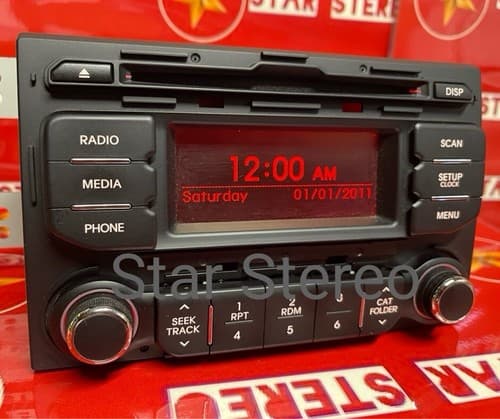 STAR STEREO
DISP
RADIO
MEDIA
PHONE
12:00 AM
Saturday 01/01/2011
SCAN
SETUP
CLOCK
MENU
Star Stereo
SEEK
TRACK
1
RPT
4
2
RDM
5
3
6
CAT
FOLDER
STAR STEREO
STEREO